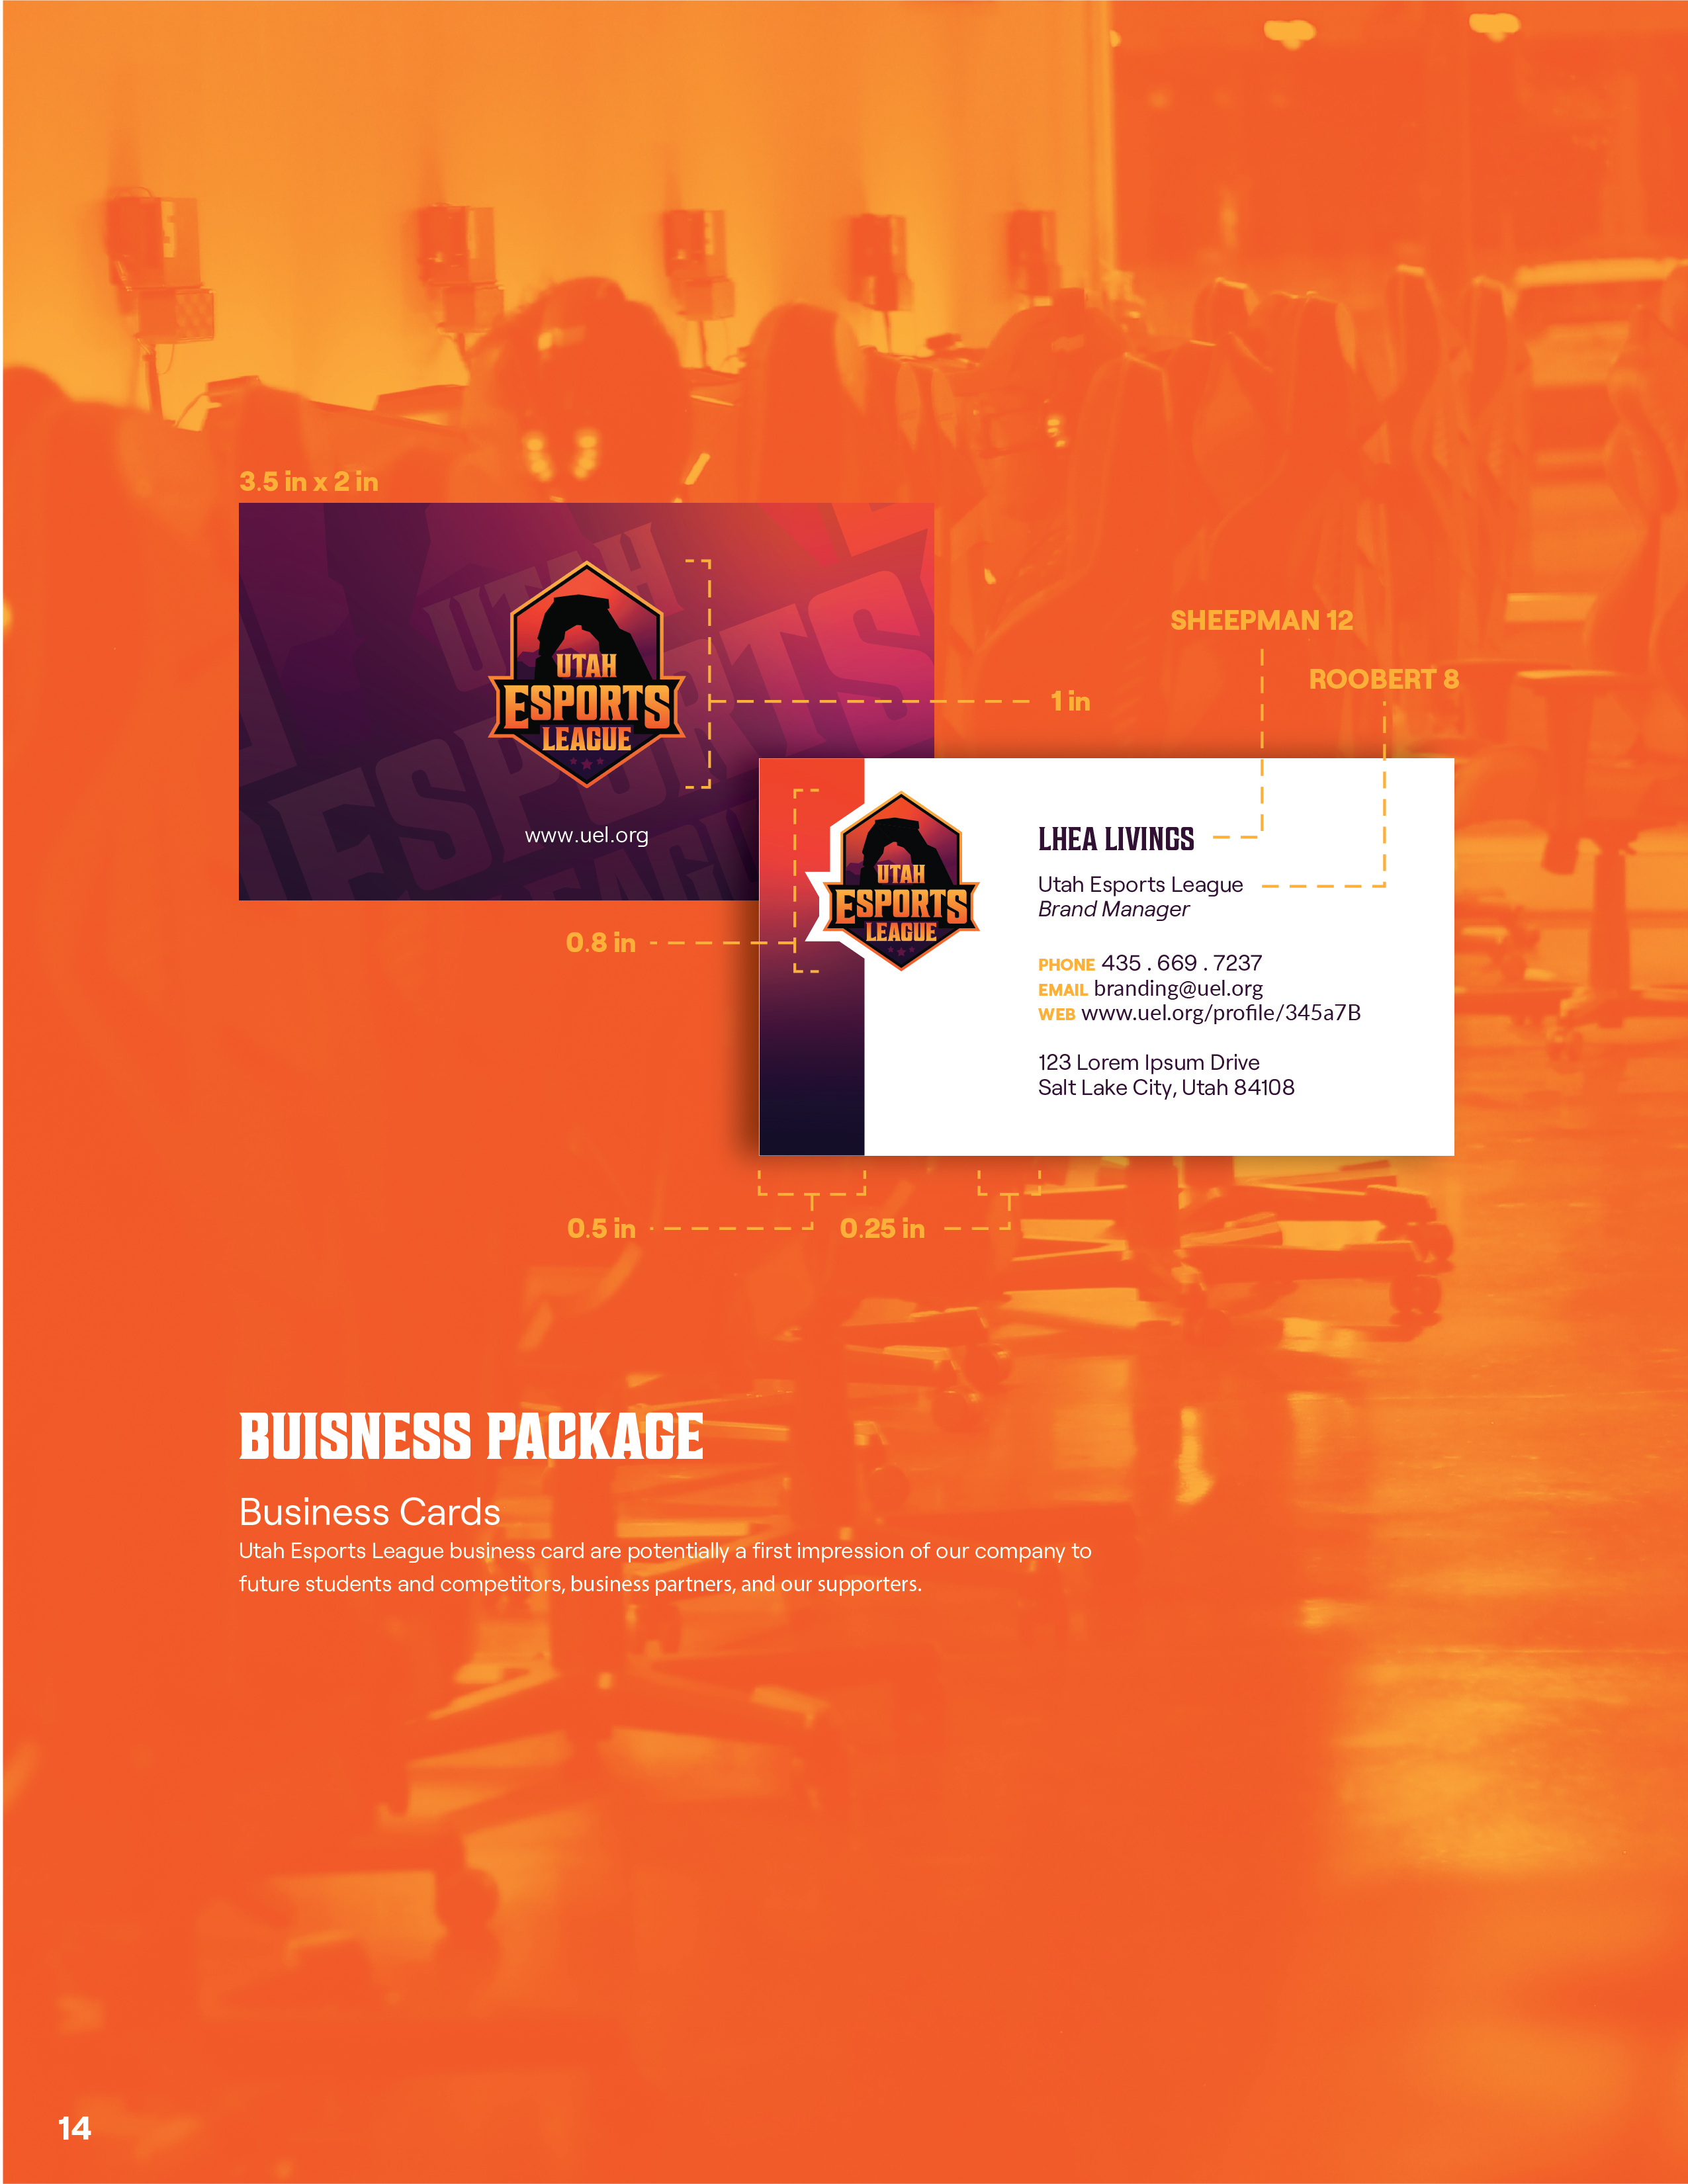 3.5 in x 2 in
UTAH
ESPORTS
LEAGUE
www.uel.org
1 in
SHEEPMAN 12
ROOBERT 8
UTAH
ESPORTS
LEAGUE
LHEA LIVINGS
Utah Esports League
Brand Manager
PHONE 435 . 669 . 7237
EMAIL branding@uel.org
WEB www.uel.org/profile/345a7B
123 Lorem Ipsum Drive
Salt Lake City, Utah 84108
0.8 in
0.5 in
0.25 in
BUISNESS PACKAGE
Business Cards
Utah Esports League business card are potentially a first impression of our company to
future students and competitors, business partners, and our supporters.
14